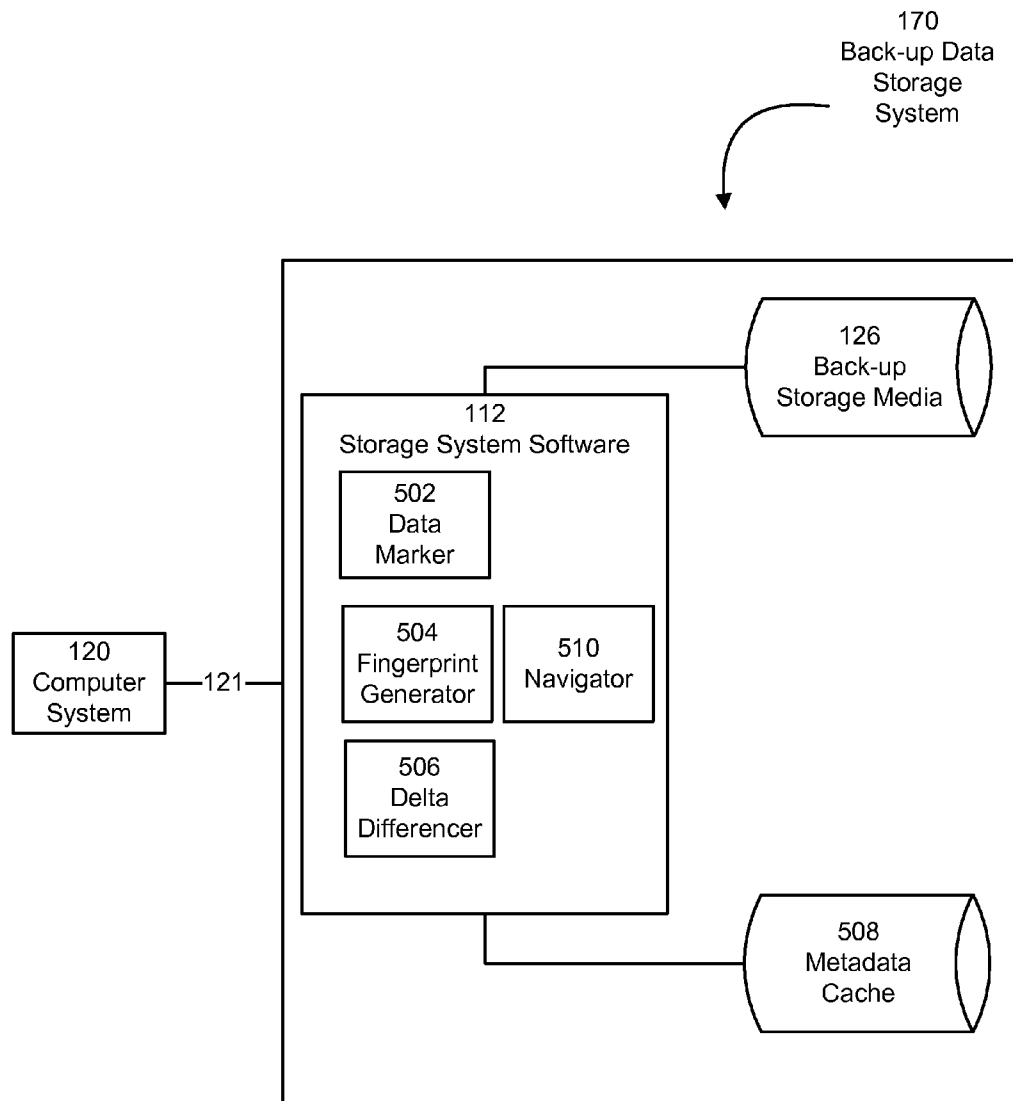 170
Back-up Data
Storage
System
126
Back-up
Storage Media
112
Storage System Software
502
Data
Marker
504
Fingerprint
Generator
510
Navigator
120
Computer
System
121
506
Delta
Differencer
508
Metadata
Cache